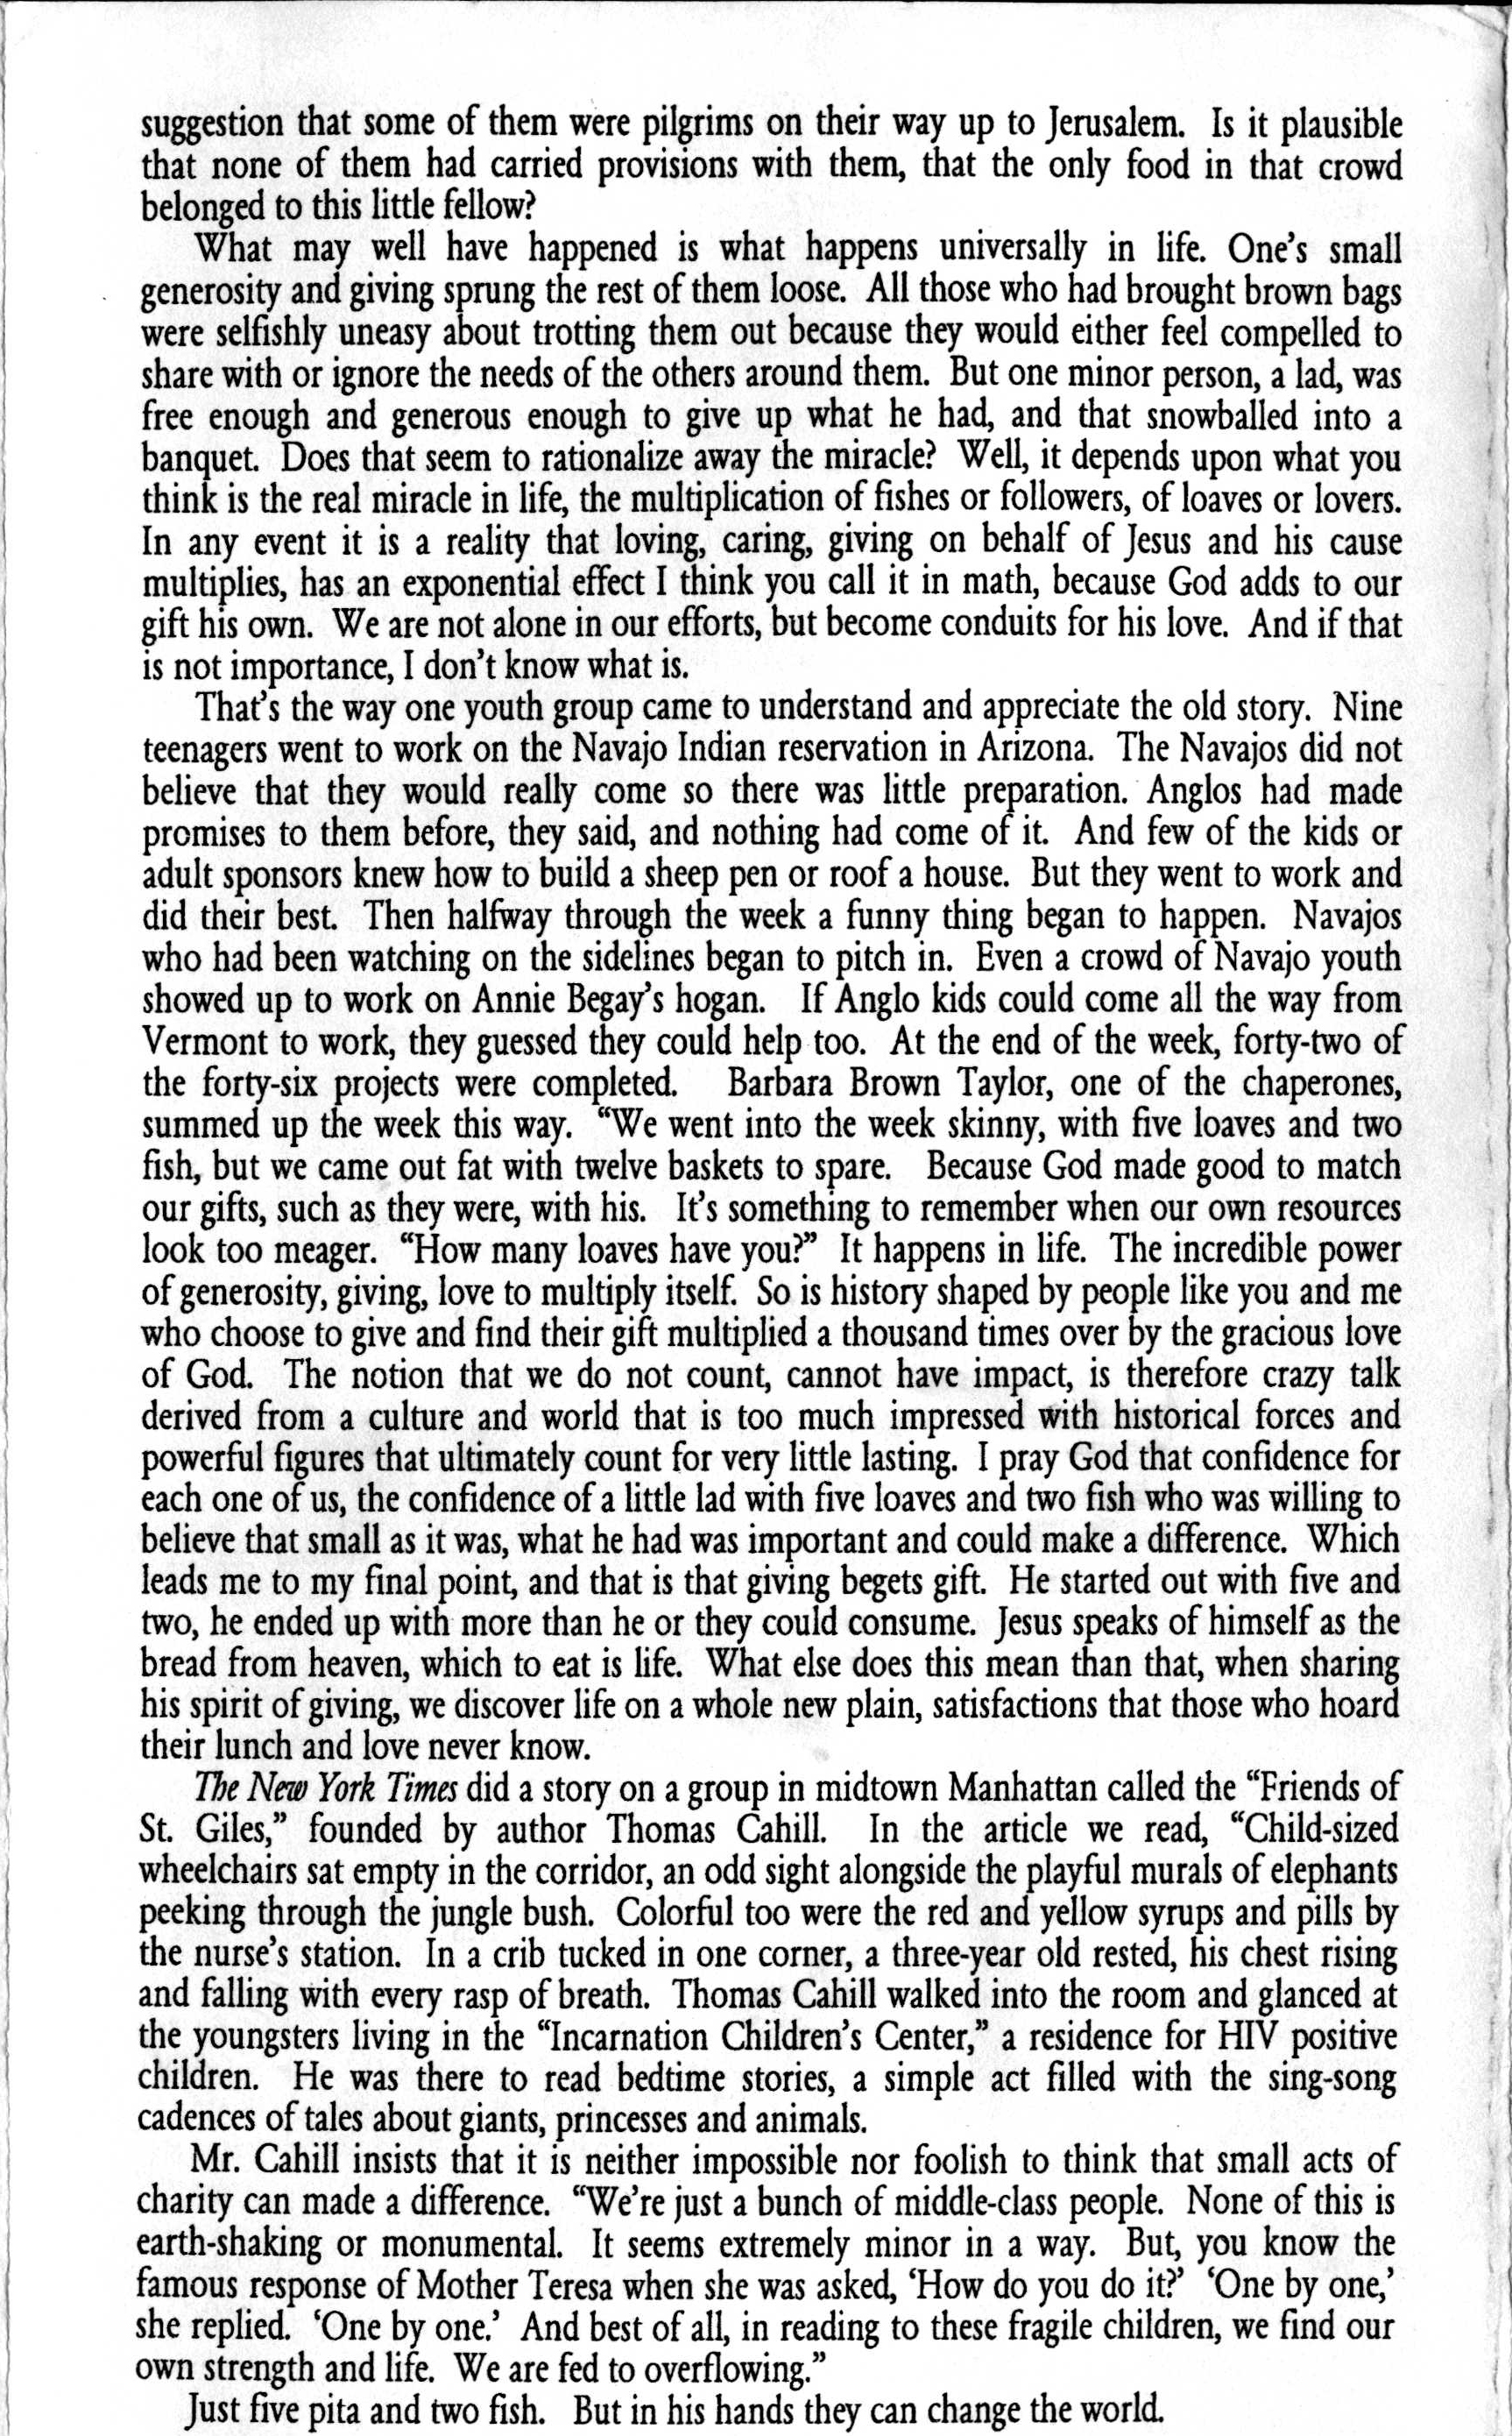 suggestion that some of them were pilgrims on their way up to Jerusalem. Is it plausible
that none of them had carried provisions with them, that the only food in that crowd
belonged to this little fellow?
What may well have happened is what happens universally in life. One's small
generosity and giving sprung the rest of them loose. All those who had brought brown bags
were selfishly uneasy about trotting them out because they would either feel compelled to
share with or ignore the needs of the others around them. But one minor person, a lad, was
free enough and generous enough to give up what he had, and that snowballed into a
banquet. Does that seem to rationalize away the miracle? Well, it depends upon what you
think is the real miracle in life, the multiplication of fishes or followers, of loaves or lovers.
In any event it is a reality that loving, caring, giving on behalf of Jesus and his cause
multiplies, has an exponential effect I think you call it in math, because God adds to our
gift his own. We are not alone in our efforts, but become conduits for his love. And if that
is not importance, I don't know what is.
That's the way one youth group came to understand and appreciate the old story. Nine
teenagers went to work on the Navajo Indian reservation in Arizona. The Navajos did not
believe that they would really come so there was little preparation. Anglos had made
promises to them before, they said, and nothing had come of it. And few of the kids or
adult sponsors knew how to build a sheep pen or roof a house. But they went to work and
did their best. Then halfway through the week a funny thing began to happen. Navajos
who had been watching on the sidelines began to pitch in. Even a crowd of Navajo youth
showed up to work on Annie Begay's hogan. If Anglo kids could come all the way from
Vermont to work, they guessed they could help too. At the end of the week, forty-two of
the forty-six projects were completed. Barbara Brown Taylor, one of the chaperones,
summed up the week this way. “We went into the week skinny, with five loaves and two
fish, but we came out fat with twelve baskets to spare. Because God made good to match
our gifts, such as they were, with his. It's something to remember when our own resources
look too meager. “How many loaves have you?” It happens in life. The incredible power
of generosity, giving, love to multiply itself. So is history shaped by people like you and me
who choose to give and find their gift multiplied a thousand times over by the gracious love
of God. The notion that we do not count, cannot have impact, is therefore crazy talk
derived from a culture and world that is too much impressed with historical forces and
powerful figures that ultimately count for very little lasting. I pray God that confidence for
each one of us, the confidence of a little lad with five loaves and two fish who was willing to
believe that small as it was, what he had was important and could make a difference. Which
leads me to my final point, and that is that giving begets gift. He started out with five and
two, he ended up with more than he or they could consume. Jesus speaks of himself as the
bread from heaven, which to eat is life. What else does this mean than that, when sharing
his spirit of giving, we discover life on a whole new plain, satisfactions that those who hoard
their lunch and love never know.
The New York Times did a story on a group in midtown Manhattan called the “Friends of
St. Giles,” founded by author Thomas Cahill. In the article we read, “Child-sized
wheelchairs sat empty in the corridor, an odd sight alongside the playful murals of elephants
peeking through the jungle bush. Colorful too were the red and yellow syrups and pills by
the nurse's station. In a crib tucked in one corner, a three-year old rested, his chest rising
and falling with every rasp of breath. Thomas Cahill walked into the room and glanced at
the youngsters living in the “Incarnation Children's Center,” a residence for HIV positive
children. He was there to read bedtime stories, a simple act filled with the sing-song
cadences of tales about giants, princesses and animals.
Mr. Cahill insists that it is neither impossible nor foolish to think that small acts of
charity can made a difference. “We're just a bunch of middle-class people. None of this is
earth-shaking or monumental. It seems extremely minor in a way. But, you know the
famous response of Mother Teresa when she was asked, ‘How do you do it?’ ‘One by one,’
she replied. ‘One by one.’ And best of all, in reading to these fragile children, we find our
own strength and life. We are fed to overflowing.”
Just five pita and two fish. But in his hands they can change the world.